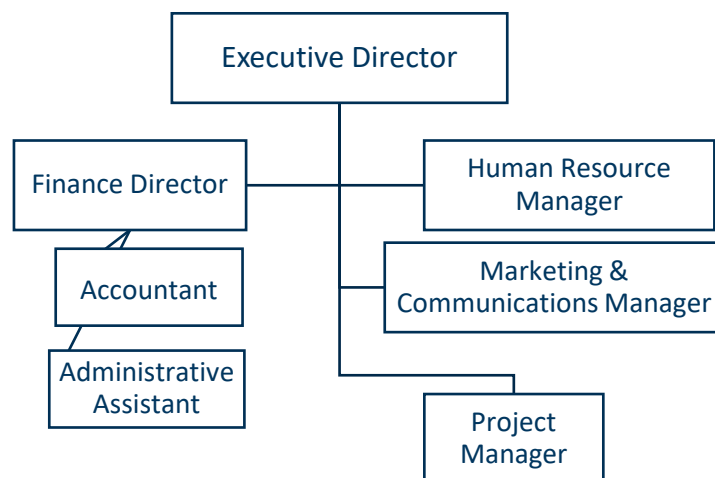 Executive Director
Finance Director
Human Resource
Manager
Accountant
Marketing &
Communications Manager
Administrative
Assistant
Project
Manager